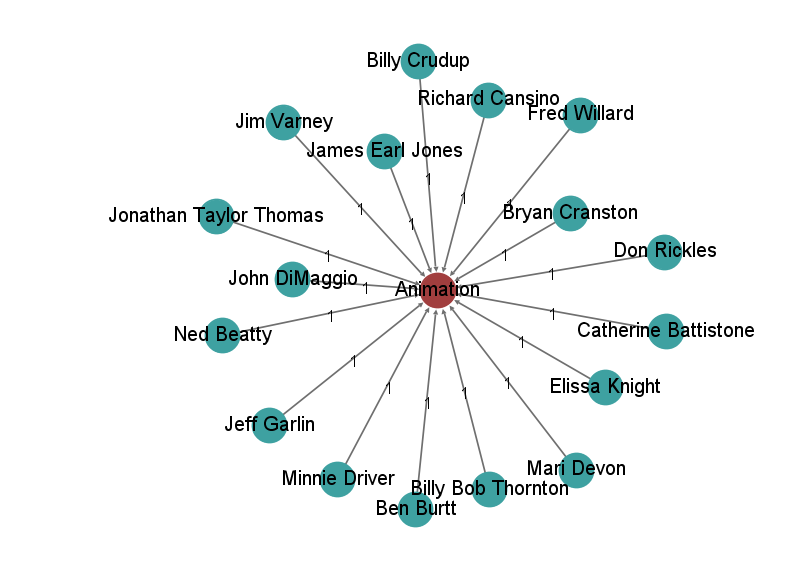 Billy Crudup
Richard Cansino
Fred Willard
Jim Varney
James Earl Jones
1
1
1
1
1
Jonathan Taylor Thomas
Bryan Cranston
1
1
Don Rickles
John DiMaggio
1
1
Animation
Ned Beatty
1
1
Catherine Battistone
1
1
Elissa Knight
1
1
1
1
Jeff Garlin
Minnie Driver
Mari Devon
Billy Bob Thornton
Ben Burtt